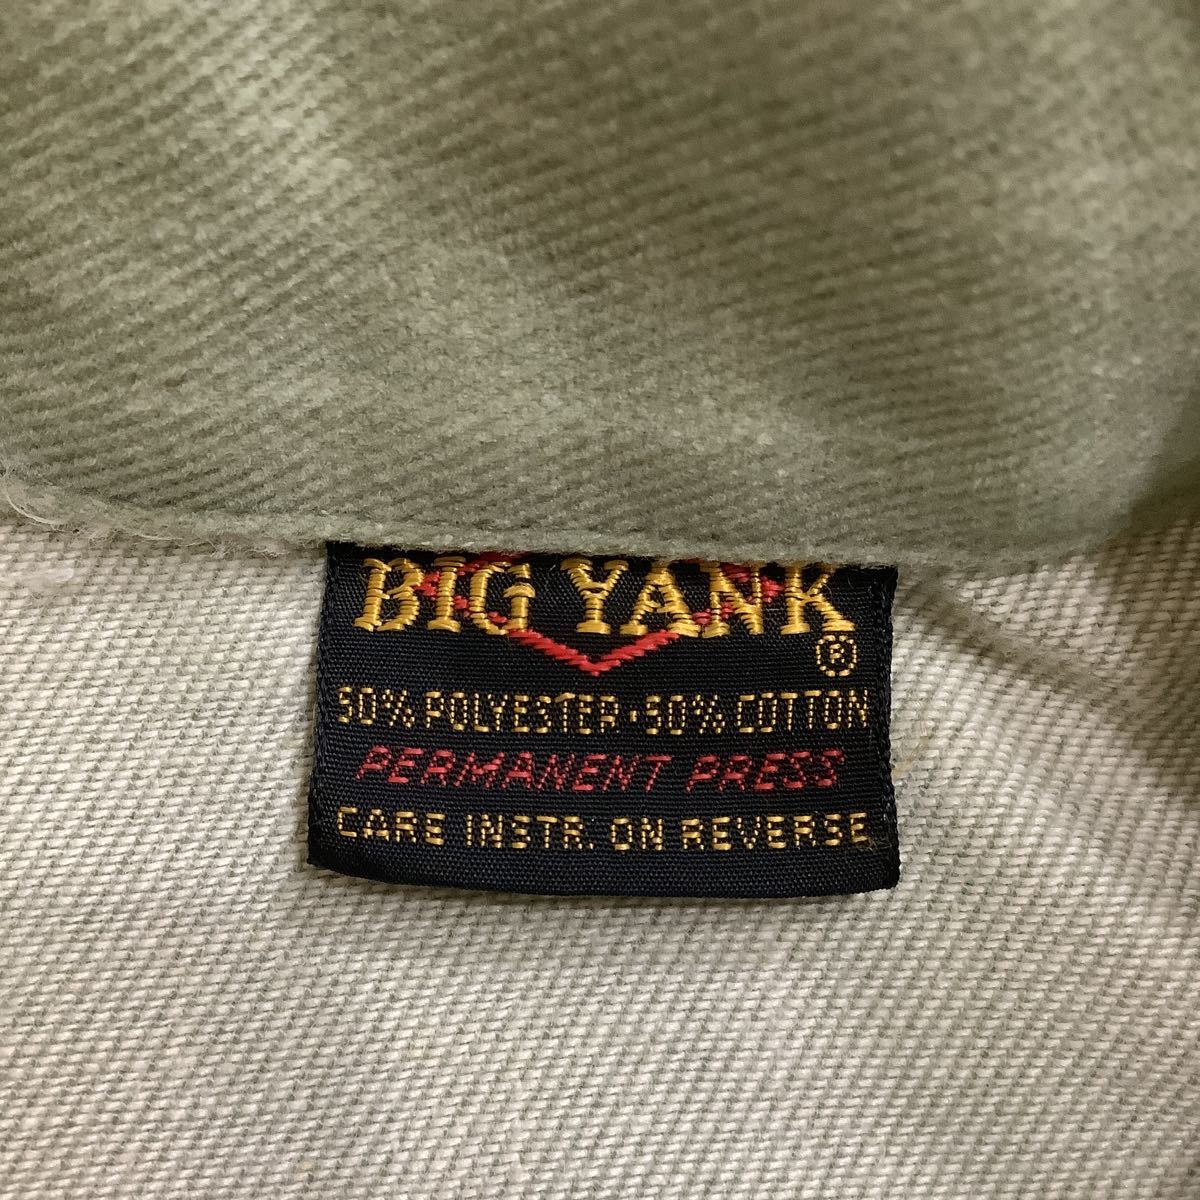 BIG YANK
®
50% POLYESTER · 50% COTTON
PERMANENT PRESS
CARE INSTR. ON REVERSE